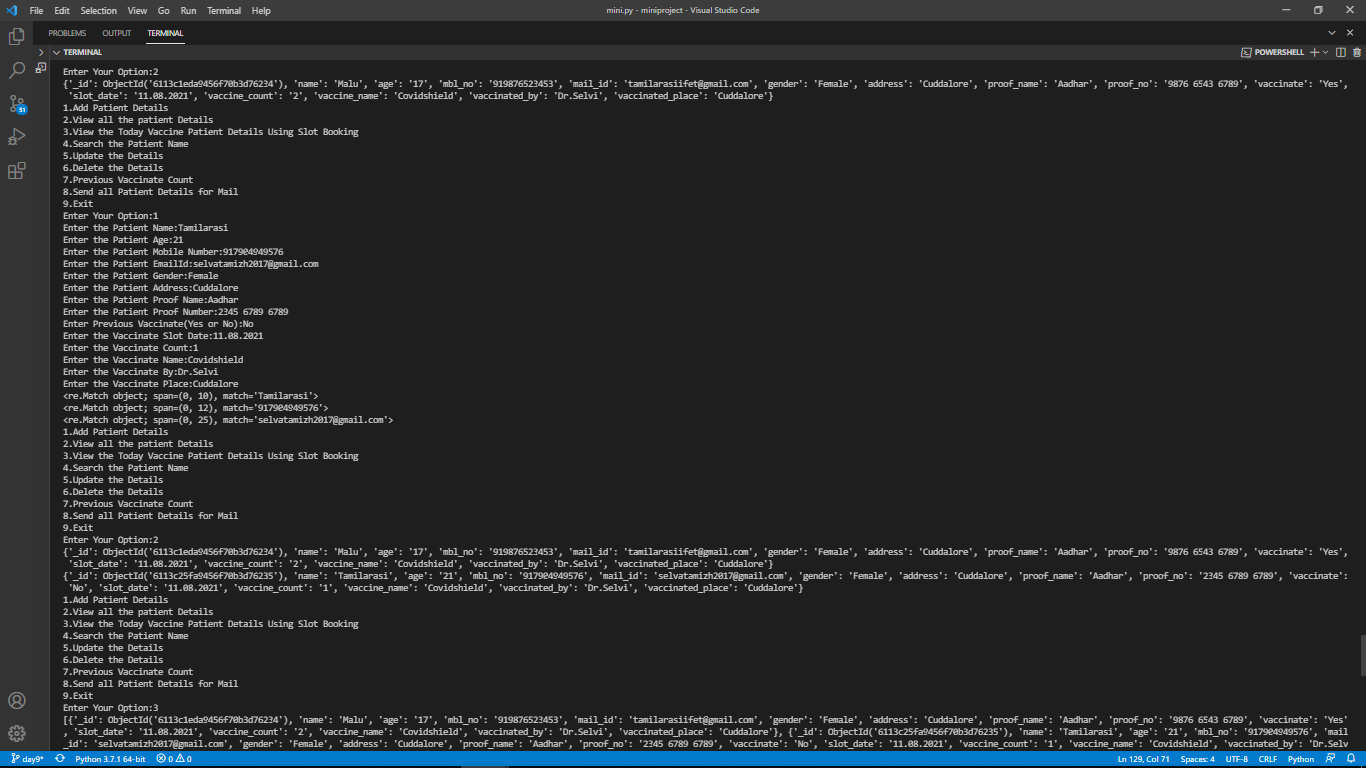 File Edit Selection View Go Run Terminal Help
mini.py - miniproject - Visual Studio Code
PROBLEMS OUTPUT TERMINAL
TERMINAL
POWERSHELL
Enter Your Option:2
{'_id': ObjectId('6113c1eda9456f70b3d76234'), 'name': 'Malu', 'age': '17', 'mbl_no': '919876523453', 'mail_id': 'tamilarasiifet@gmail.com', 'gender': 'Female', 'address': 'Cuddalore', 'proof_name': 'Aadhar', 'proof_no': '9876 6543 6789', 'vaccinate': 'Yes',
'slot_date': '11.08.2021', 'vaccine_count': '2', 'vaccine_name': 'Covidshield', 'vaccinated_by': 'Dr.Selvi', 'vaccinated_place': 'Cuddalore'}
1.Add Patient Details
2.View all the patient Details
3.View the Today Vaccine Patient Details Using Slot Booking
4.Search the Patient Name
5.Update the Details
6.Delete the Details
7.Previous Vaccinate Count
8.Send all Patient Details for Mail
9.Exit
Enter Your Option:1
Enter the Patient Name:Tamilarasi
Enter the Patient Age:21
Enter the Patient Mobile Number:917904949576
Enter the Patient EmailId:selvatamizh2017@gmail.com
Enter the Patient Gender:Female
Enter the Patient Address:Cuddalore
Enter the Patient Proof Name:Aadhar
Enter the Patient Proof Number:2345 6789 6789
Enter Previous Vaccinate(Yes or No):No
Enter the Vaccinate Slot Date:11.08.2021
Enter the Vaccinate Count:1
Enter the Vaccinate Name:Covidshield
Enter the Vaccinate By:Dr.Selvi
Enter the Vaccinate Place:Cuddalore
<re.Match object; span=(0, 10), match='Tamilarasi'>
<re.Match object; span=(0, 12), match='917904949576'>
<re.Match object; span=(0, 25), match='selvatamizh2017@gmail.com'>
1.Add Patient Details
2.View all the patient Details
3.View the Today Vaccine Patient Details Using Slot Booking
4.Search the Patient Name
5.Update the Details
6.Delete the Details
7.Previous Vaccinate Count
8.Send all Patient Details for Mail
9.Exit
Enter Your Option:2
{'_id': ObjectId('6113c1eda9456f70b3d76234'), 'name': 'Malu', 'age': '17', 'mbl_no': '919876523453', 'mail_id': 'tamilarasiifet@gmail.com', 'gender': 'Female', 'address': 'Cuddalore', 'proof_name': 'Aadhar', 'proof_no': '9876 6543 6789', 'vaccinate': 'Yes',
'slot_date': '11.08.2021', 'vaccine_count': '2', 'vaccine_name': 'Covidshield', 'vaccinated_by': 'Dr.Selvi', 'vaccinated_place': 'Cuddalore'}
{'_id': ObjectId('6113c25fa9456f70b3d76235'), 'name': 'Tamilarasi', 'age': '21', 'mbl_no': '917904949576', 'mail_id': 'selvatamizh2017@gmail.com', 'gender': 'Female', 'address': 'Cuddalore', 'proof_name': 'Aadhar', 'proof_no': '2345 6789 6789', 'vaccinate':
'No', 'slot_date': '11.08.2021', 'vaccine_count': '1', 'vaccine_name': 'Covidshield', 'vaccinated_by': 'Dr.Selvi', 'vaccinated_place': 'Cuddalore'}
1.Add Patient Details
2.View all the patient Details
3.View the Today Vaccine Patient Details Using Slot Booking
4.Search the Patient Name
5.Update the Details
6.Delete the Details
7.Previous Vaccinate Count
8.Send all Patient Details for Mail
9.Exit
Enter Your Option:3
[{'_id': ObjectId('6113c1eda9456f70b3d76234'), 'name': 'Malu', 'age': '17', 'mbl_no': '919876523453', 'mail_id': 'tamilarasiifet@gmail.com', 'gender': 'Female', 'address': 'Cuddalore', 'proof_name': 'Aadhar', 'proof_no': '9876 6543 6789', 'vaccinate': 'Yes'
, 'slot_date': '11.08.2021', 'vaccine_count': '2', 'vaccine_name': 'Covidshield', 'vaccinated_by': 'Dr.Selvi', 'vaccinated_place': 'Cuddalore'}, {'_id': ObjectId('6113c25fa9456f70b3d76235'), 'name': 'Tamilarasi', 'age': '21', 'mbl_no': '917904949576', 'mail
_id': 'selvatamizh2017@gmail.com', 'gender': 'Female', 'address': 'Cuddalore', 'proof_name': 'Aadhar', 'proof_no': '2345 6789 6789', 'vaccinate': 'No', 'slot_date': '11.08.2021', 'vaccine_count': '1', 'vaccine_name': 'Covidshield', 'vaccinated_by': 'Dr.Selv
51
day9* Python 3.7.1 64-bit 0 0 Ln 129, Col 71 Spaces: 4 UTF-8 CRLF Python